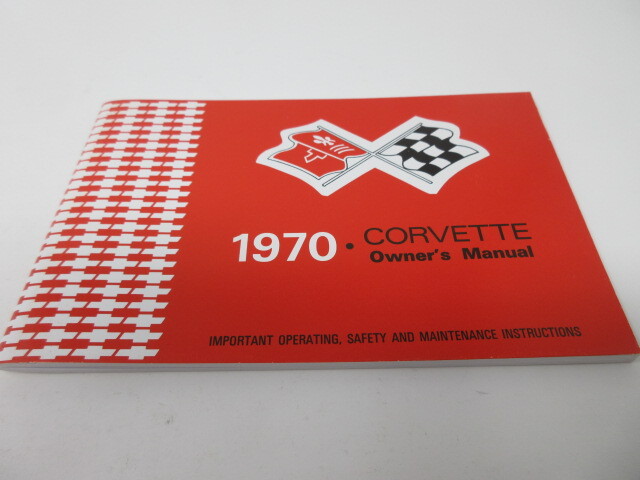 1970 • CORVETTE
Owner's Manual
IMPORTANT OPERATING, SAFETY AND MAINTENANCE INSTRUCTIONS